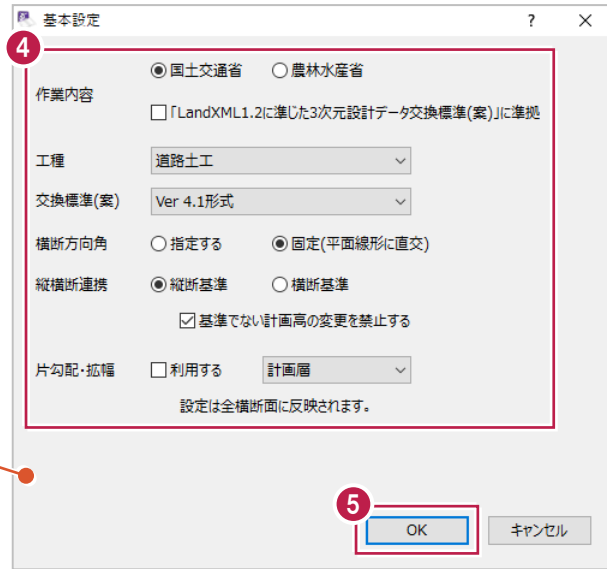 基本設定 ? ×
4
作業内容 国土交通省 農林水産省
「LandXML1.2に準じた3次元設計データ交換標準(案)」に準拠
工種 道路土工
交換標準(案) Ver 4.1形式
横断方向角 指定する 固定(平面線形に直交)
縦横断連携 縦断基準 横断基準
基準でない計画高の変更を禁止する
片勾配・拡幅 利用する 計画層
設定は全横断面に反映されます。
5
OK キャンセル